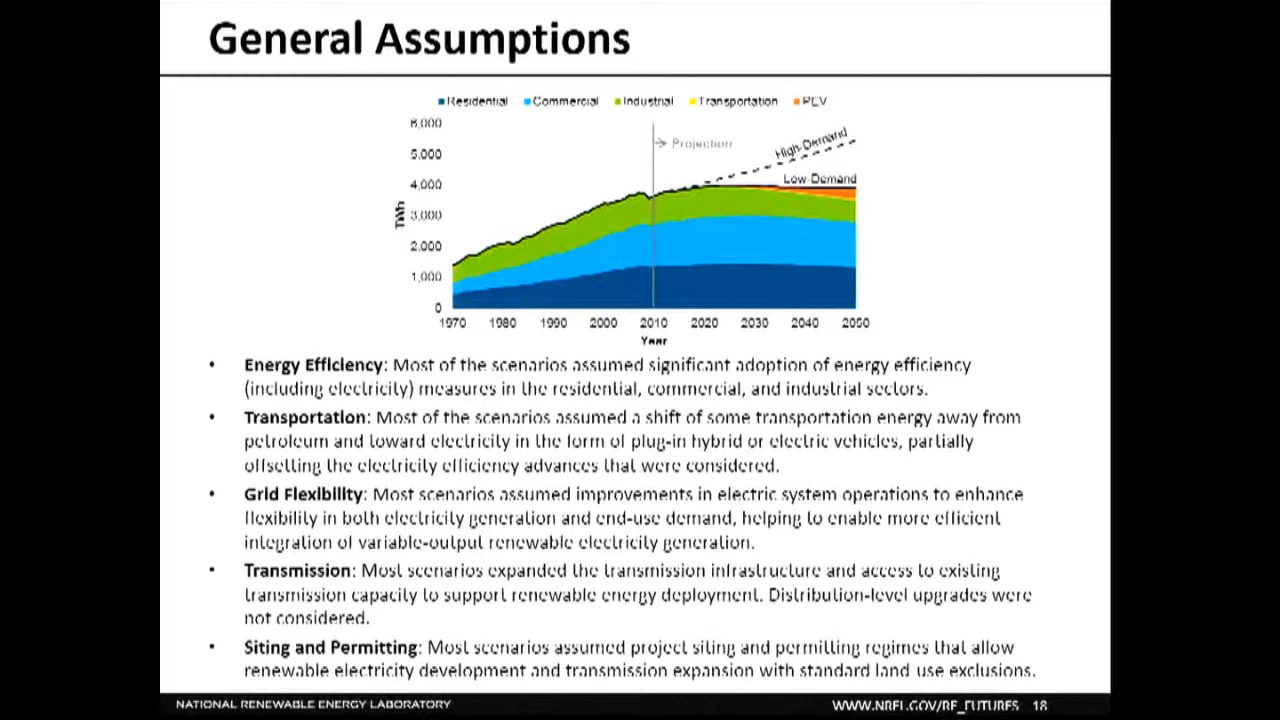 General Assumptions
Residential Commercial Industrial Transportation PEV
6,000
5,000
4,000
3,000
2,000
1,000
0
TWh
Projection
High-Demand
Low-Demand
1970 1980 1990 2000 2010 2020 2030 2040 2050
Year
• Energy Efficiency: Most of the scenarios assumed significant adoption of energy efficiency
(including electricity) measures in the residential, commercial, and industrial sectors.
• Transportation: Most of the scenarios assumed a shift of some transportation energy away from
petroleum and toward electricity in the form of plug-in hybrid or electric vehicles, partially
offsetting the electricity efficiency advances that were considered.
• Grid Flexibility: Most scenarios assumed improvements in electric system operations to enhance
flexibility in both electricity generation and end-use demand, helping to enable more efficient
integration of variable-output renewable electricity generation.
• Transmission: Most scenarios expanded the transmission infrastructure and access to existing
transmission capacity to support renewable energy deployment. Distribution-level upgrades were
not considered.
• Siting and Permitting: Most scenarios assumed project siting and permitting regimes that allow
renewable electricity development and transmission expansion with standard land use exclusions.
NATIONAL RENEWABLE ENERGY LABORATORY WWW.NREL.GOV/RE_FUTURES 18